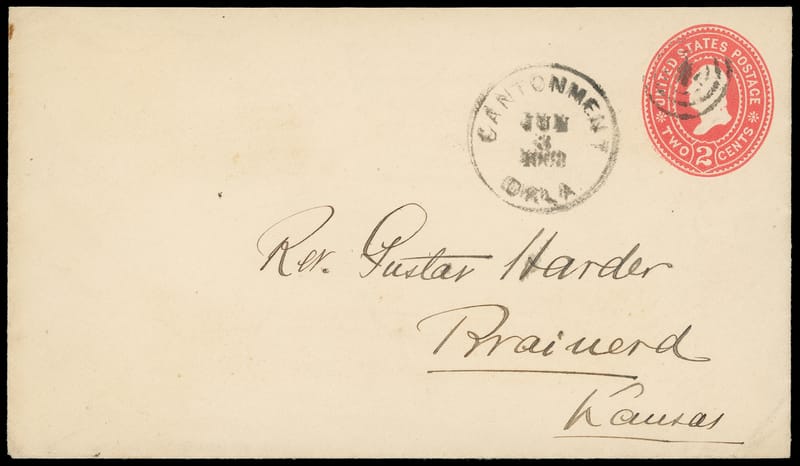 UNITED STATES POSTAGE
TWO 2 CENTS
CANTONMENT
JUN
3
OKLA.
Rev. Gustav Harder
Brainerd
Kansas